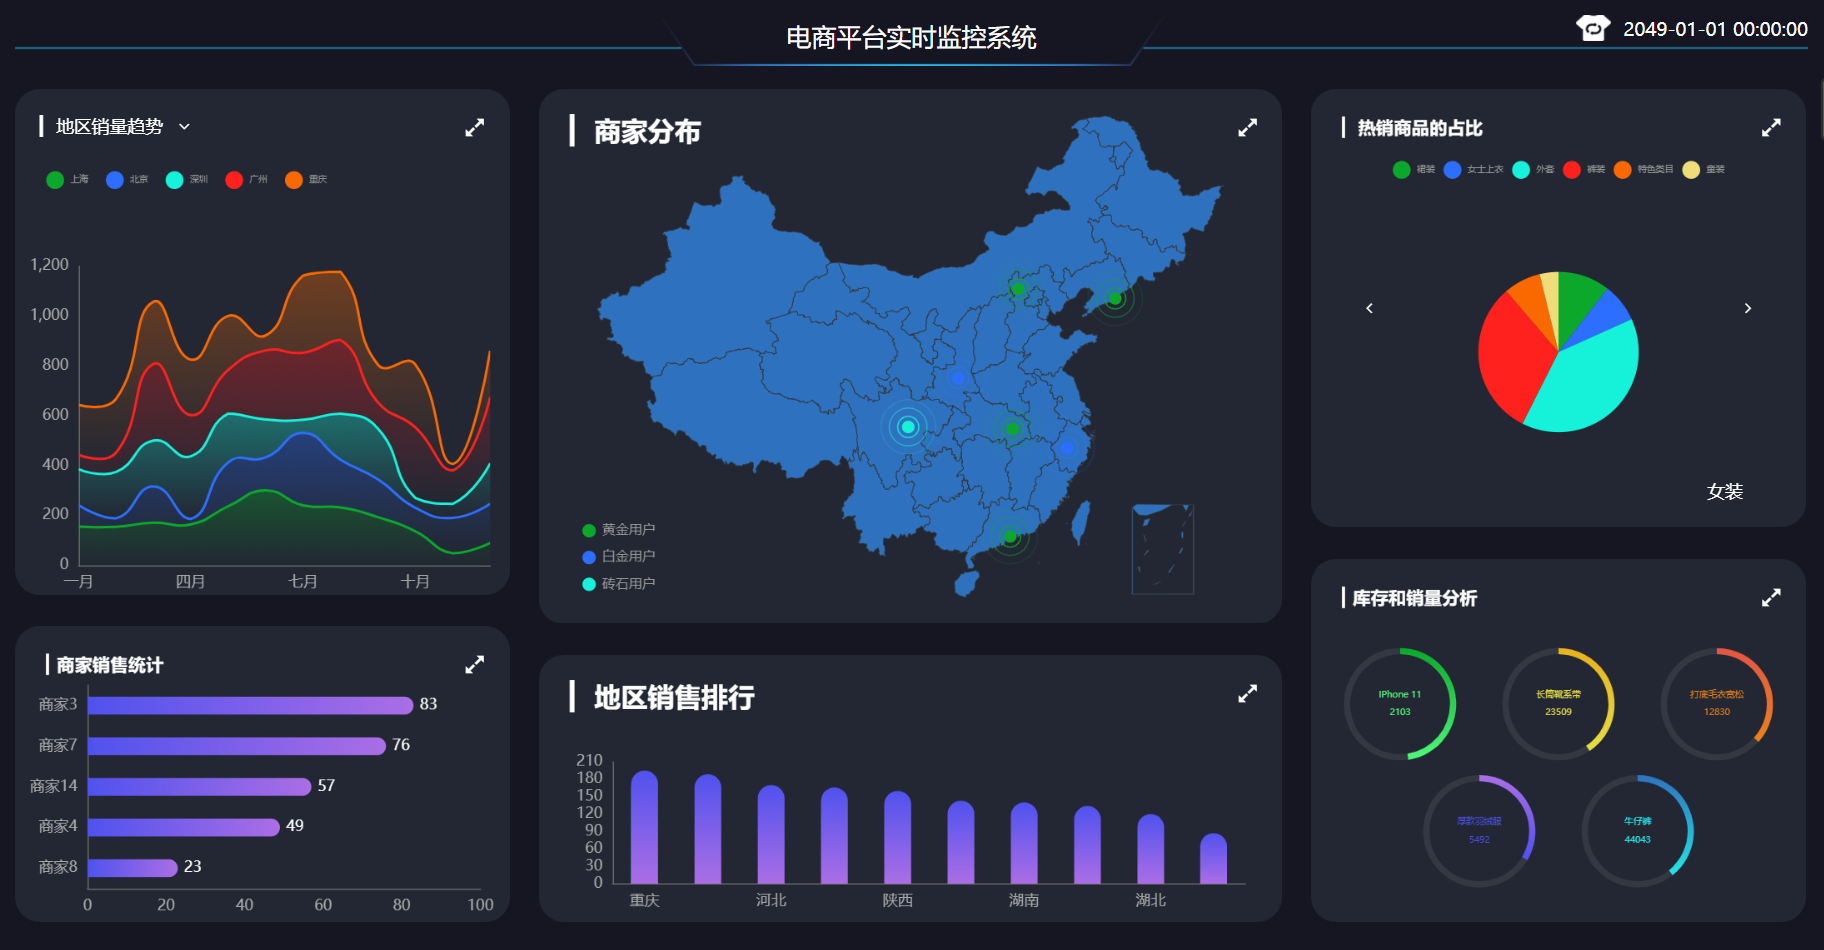 电商平台实时监控系统
2049-01-01 00:00:00
地区销量趋势
上海 北京 深圳 广州 重庆
1,200
1,000
800
600
400
200
0
一月 四月 七月 十月
商家销售统计
商家3 83
商家7 76
商家14 57
商家4 49
商家8 23
0 20 40 60 80 100
商家分布
黄金用户
白金用户
砖石用户
地区销售排行
210
180
150
120
90
60
30
0
重庆 河北 陕西 湖南 湖北
热销商品的占比
裙装 女士上衣 外套 裤装 特色类目 童装
女装
库存和销量分析
IPhone 11
2103
长筒靴系带
23509
打底毛衣宽松
12830
厚款羽绒服
5492
牛仔裤
44043